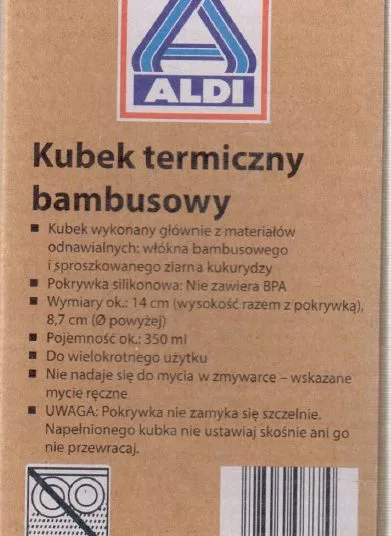 ALDI
Kubek termiczny
bambusowy
▪ Kubek wykonany głównie z materiałów
odnawialnych: włókna bambusowego
i sproszkowanego ziarna kukurydzy
▪ Pokrywka silikonowa: Nie zawiera BPA
▪ Wymiary ok.: 14 cm (wysokość razem z pokrywką),
8,7 cm (Ø powyżej)
▪ Pojemność ok.: 350 ml
▪ Do wielokrotnego użytku
▪ Nie nadaje się do mycia w zmywarce – wskazane
mycie ręczne
▪ UWAGA: Pokrywka nie zamyka się szczelnie.
Napełnionego kubka nie ustawiaj skośnie ani go
nie przewracaj.